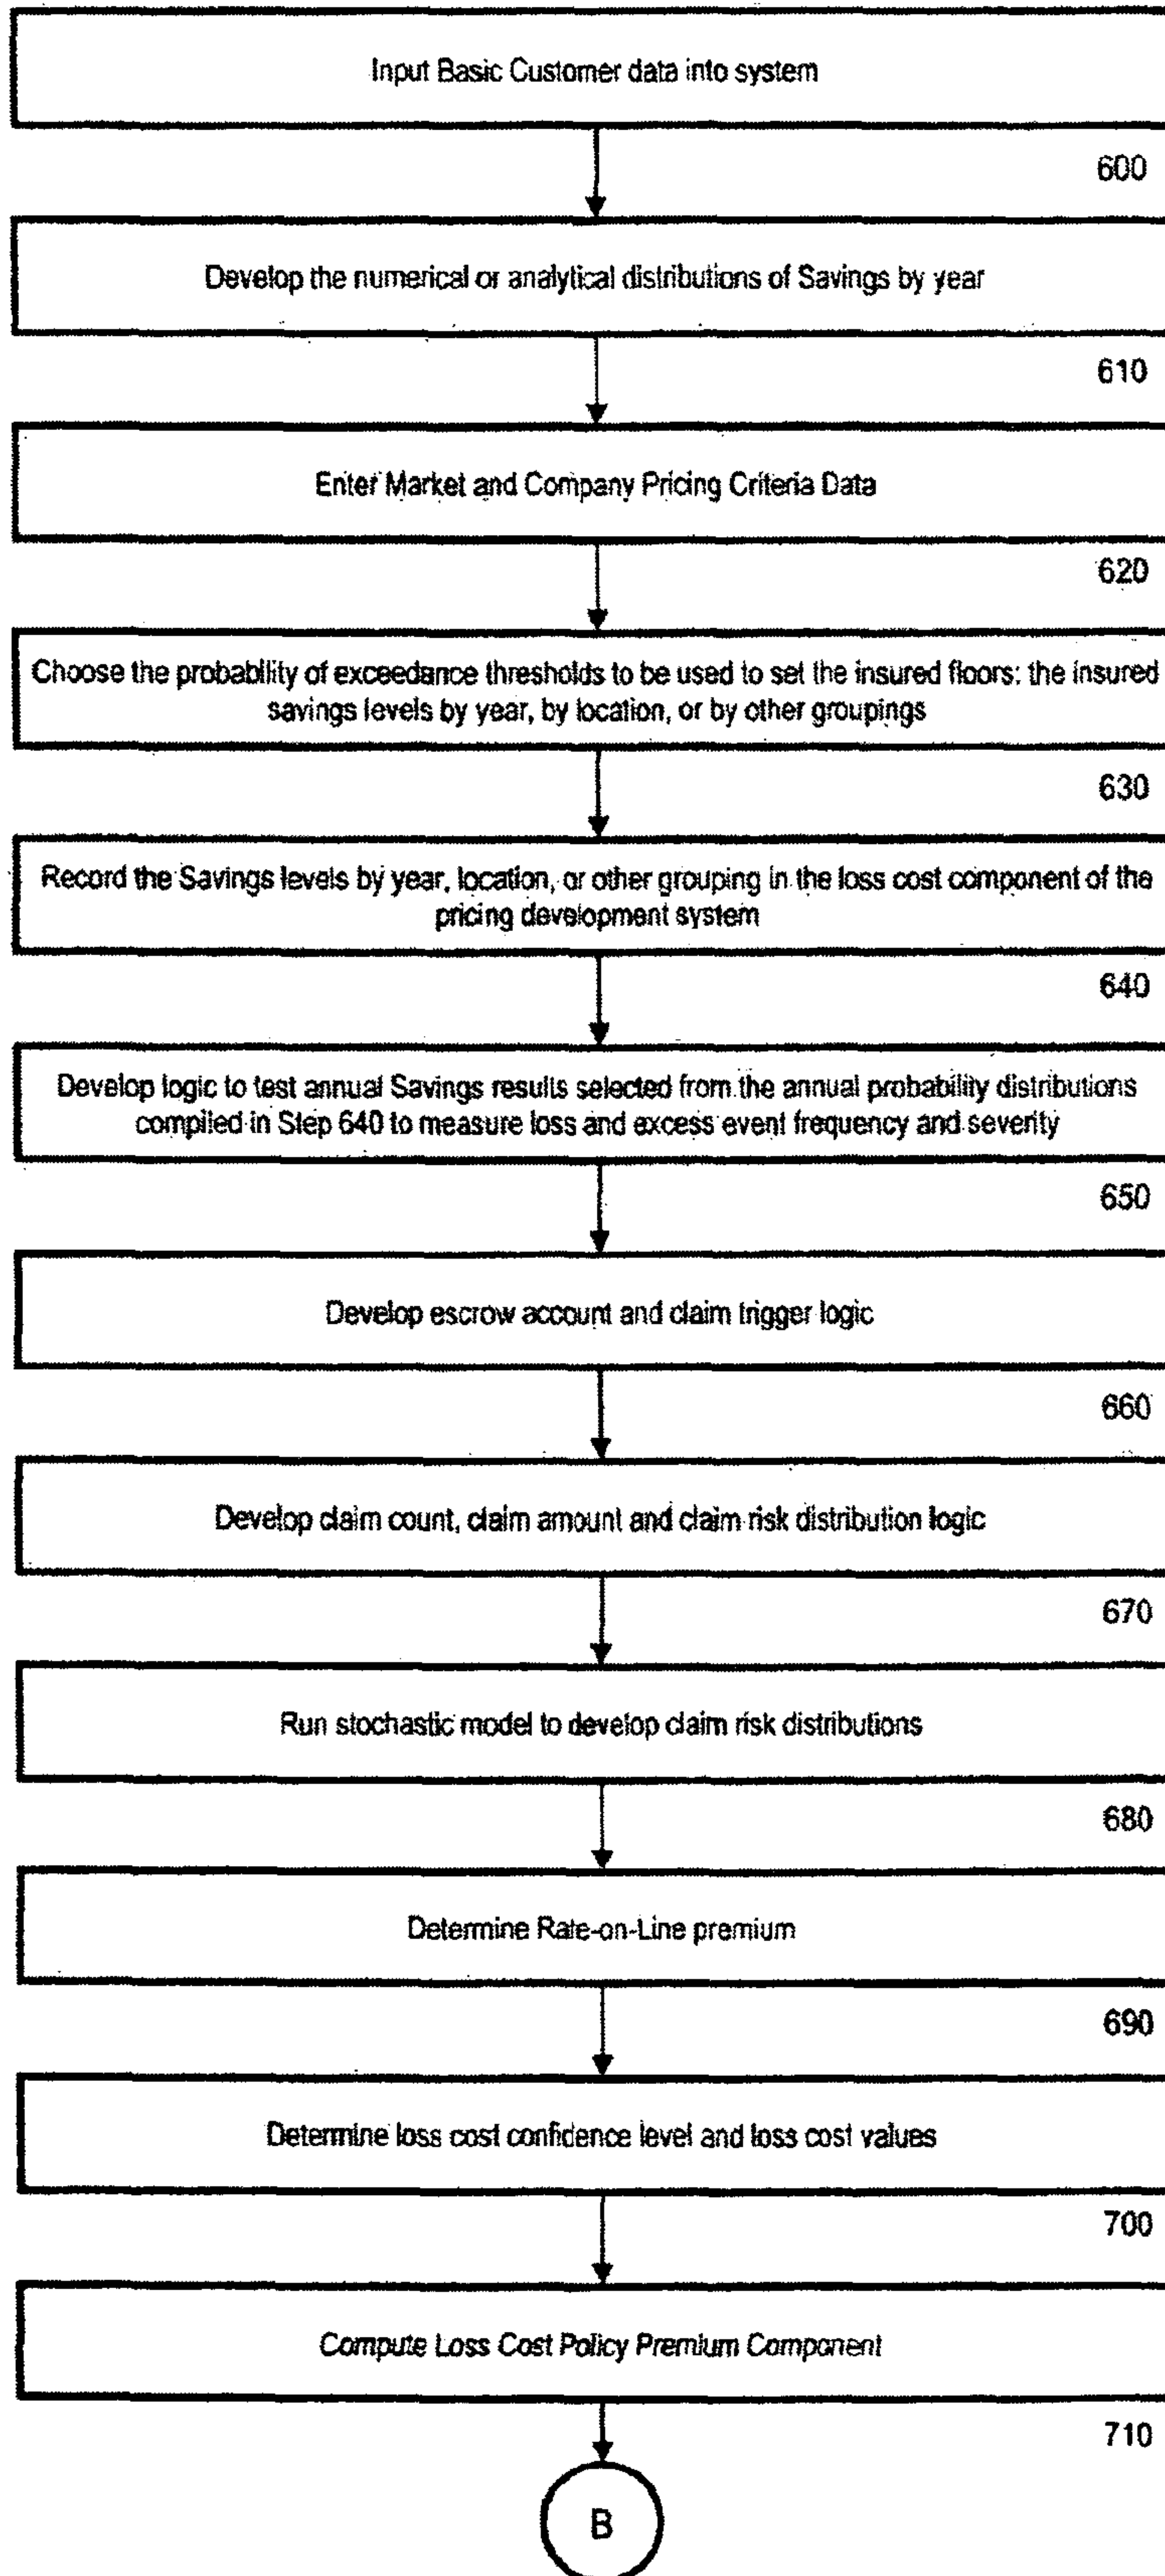 Input Basic Customer data into system
600
Develop the numerical or analytical distributions of Savings by year
610
Enter Market and Company Pricing Criteria Data
620
Choose the probability of exceedance thresholds to be used to set the insured floors: the insured
savings levels by year, by location, or by other groupings
630
Record the Savings levels by year, location, or other grouping in the loss cost component of the
pricing development system
640
Develop logic to test annual Savings results selected from the annual probability distributions
compiled in Step 640 to measure loss and excess event frequency and severity
650
Develop escrow account and claim trigger logic
660
Develop claim count, claim amount and claim risk distribution logic
670
Run stochastic model to develop claim risk distributions
680
Determine Rate-on-Line premium
690
Determine loss cost confidence level and loss cost values
700
Compute Loss Cost Policy Premium Component
710
B